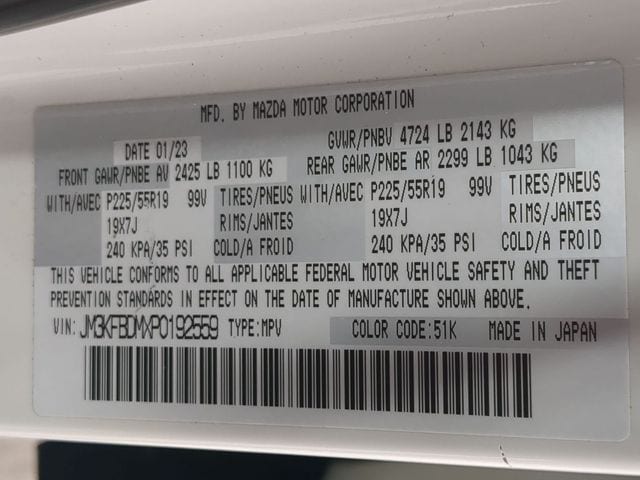 MFD. BY MAZDA MOTOR CORPORATION
DATE 01/23 GVWR/PNBV 4724 LB 2143 KG
FRONT GAWR/PNBE AV 2425 LB 1100 KG REAR GAWR/PNBE AR 2299 LB 1043 KG
WITH/AVEC P225/55R19 99V TIRES/PNEUS WITH/AVEC P225/55R19 99V TIRES/PNEUS
19X7J RIMS/JANTES 19X7J RIMS/JANTES
240 KPA/35 PSI COLD/A FROID 240 KPA/35 PSI COLD/A FROID
THIS VEHICLE CONFORMS TO ALL APPLICABLE FEDERAL MOTOR VEHICLE SAFETY AND THEFT
PREVENTION STANDARDS IN EFFECT ON THE DATE OF MANUFACTURE SHOWN ABOVE.
VIN: JM3KFBDMXP0192559 TYPE:MPV COLOR CODE:51K MADE IN JAPAN